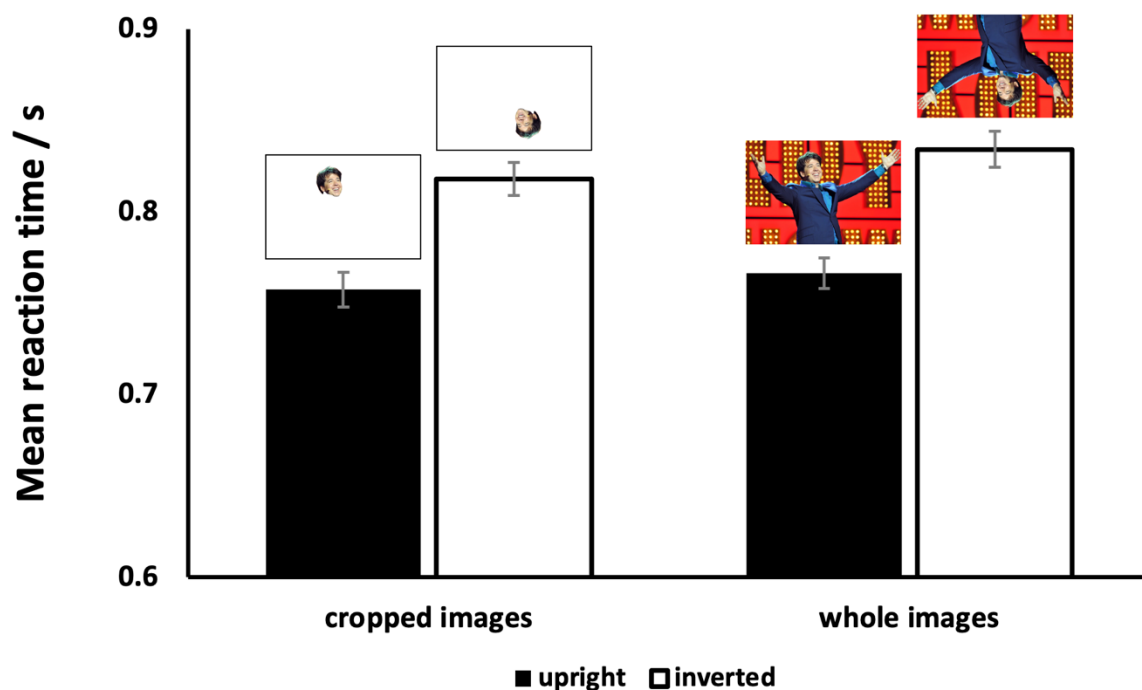 Mean reaction time / s
0.9
0.8
0.7
0.6
cropped images
whole images
upright
inverted